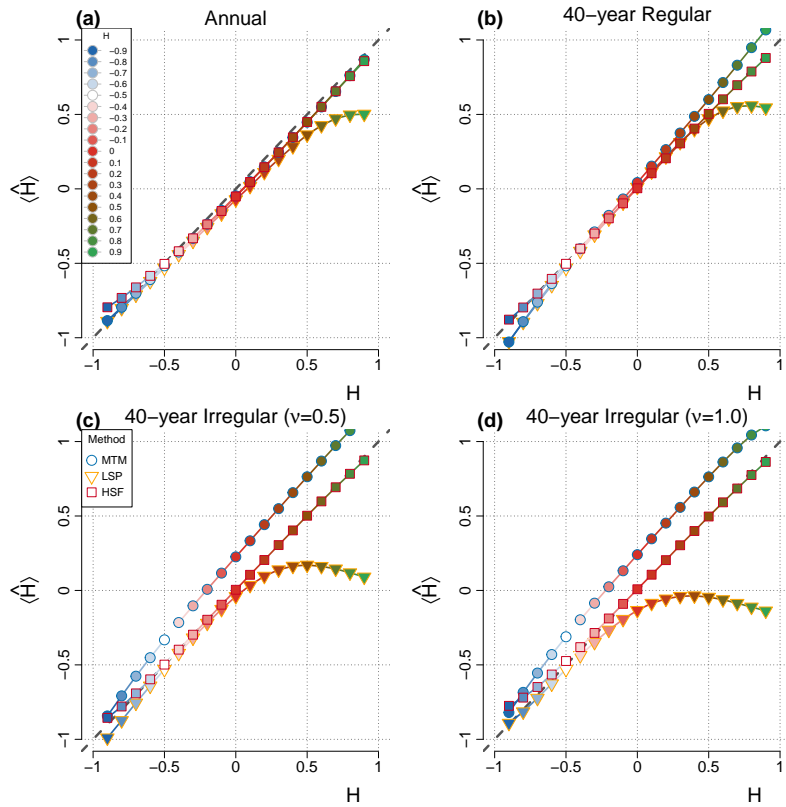 (a) Annual
H
−0.9
−0.8
−0.7
−0.6
−0.5
−0.4
−0.3
−0.2
−0.1
0
0.1
0.2
0.3
0.4
0.5
0.6
0.7
0.8
0.9
1
0.5
0
−0.5
−1
⟨Ĥ⟩
−1 −0.5 0 0.5 1
H
(b) 40−year Regular
1
0.5
0
−0.5
−1
⟨Ĥ⟩
−1 −0.5 0 0.5 1
H
(c) 40−year Irregular (ν=0.5)
Method
MTM
LSP
HSF
1
0.5
0
−0.5
−1
⟨Ĥ⟩
−1 −0.5 0 0.5 1
H
(d) 40−year Irregular (ν=1.0)
1
0.5
0
−0.5
−1
⟨Ĥ⟩
−1 −0.5 0 0.5 1
H